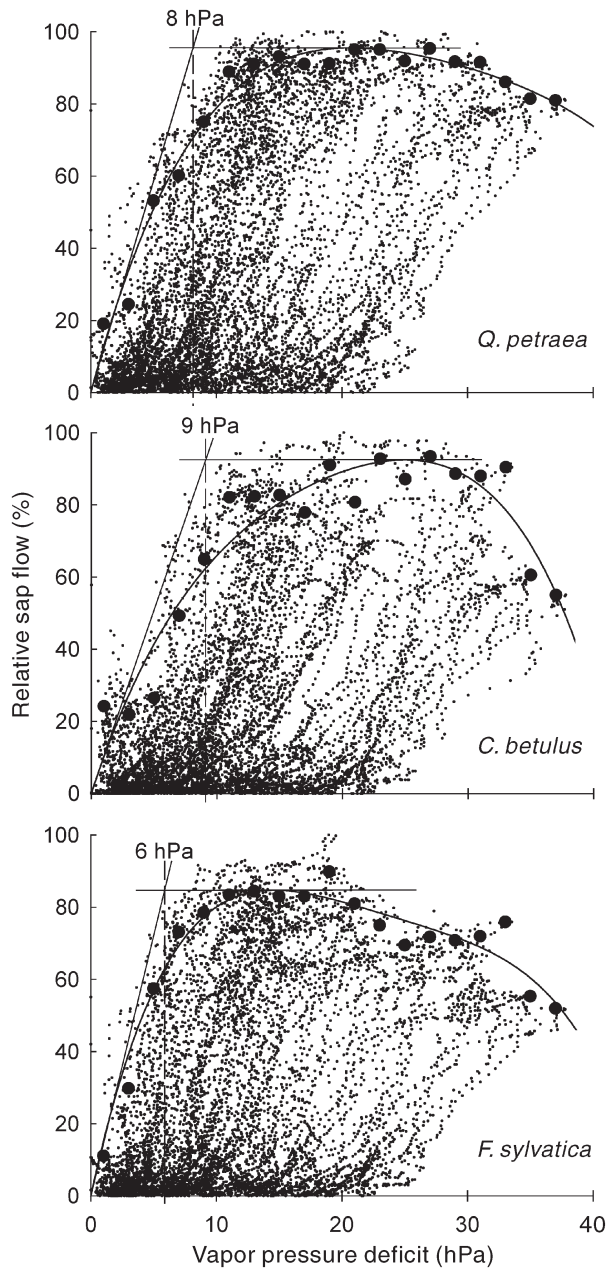 8 hPa
100
80
60
40
20
0
Q. petraea
9 hPa
100
80
60
40
20
0
C. betulus
Relative sap flow (%)
6 hPa
100
80
60
40
20
0
F. sylvatica
0 10 20 30 40
Vapor pressure deficit (hPa)